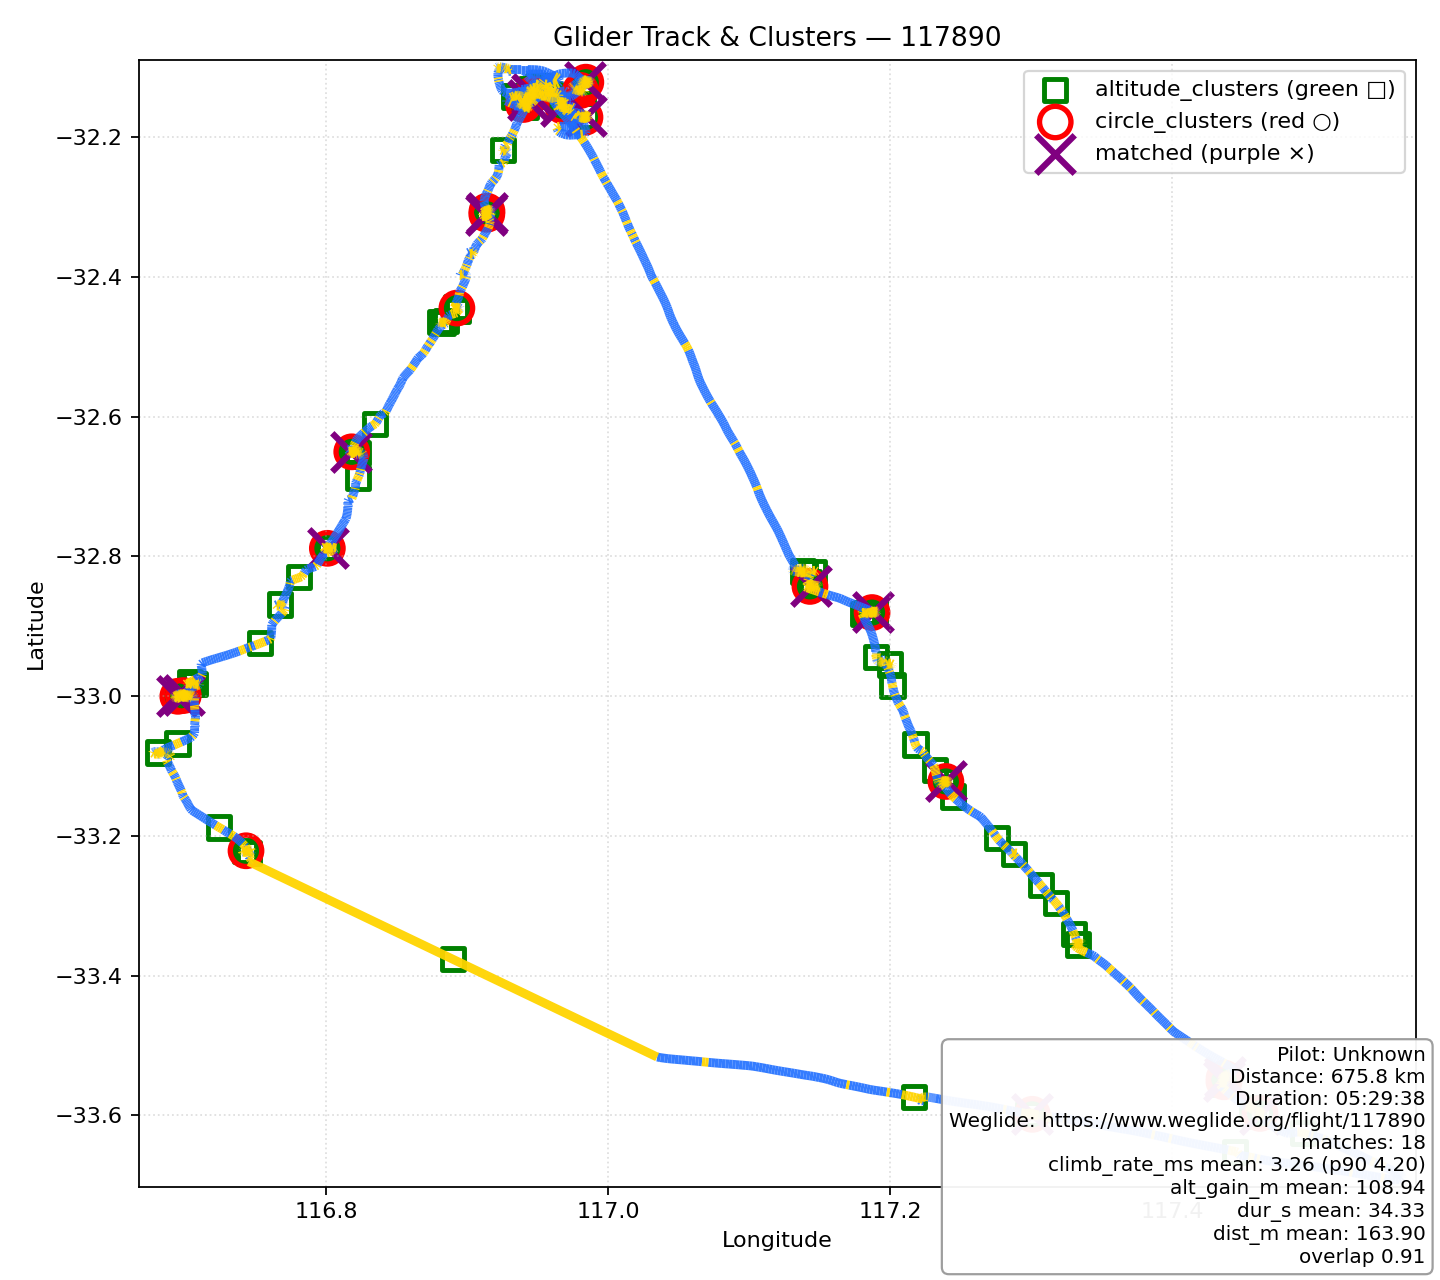 Glider Track & Clusters — 117890
altitude_clusters (green □)
circle_clusters (red ○)
matched (purple ×)
−32.2
−32.4
−32.6
−32.8
−33.0
−33.2
−33.4
−33.6
Latitude
116.8
117.0
117.2
117.4
Longitude
Pilot: Unknown
Distance: 675.8 km
Duration: 05:29:38
Weglide: https://www.weglide.org/flight/117890
matches: 18
climb_rate_ms mean: 3.26 (p90 4.20)
alt_gain_m mean: 108.94
dur_s mean: 34.33
dist_m mean: 163.90
overlap 0.91